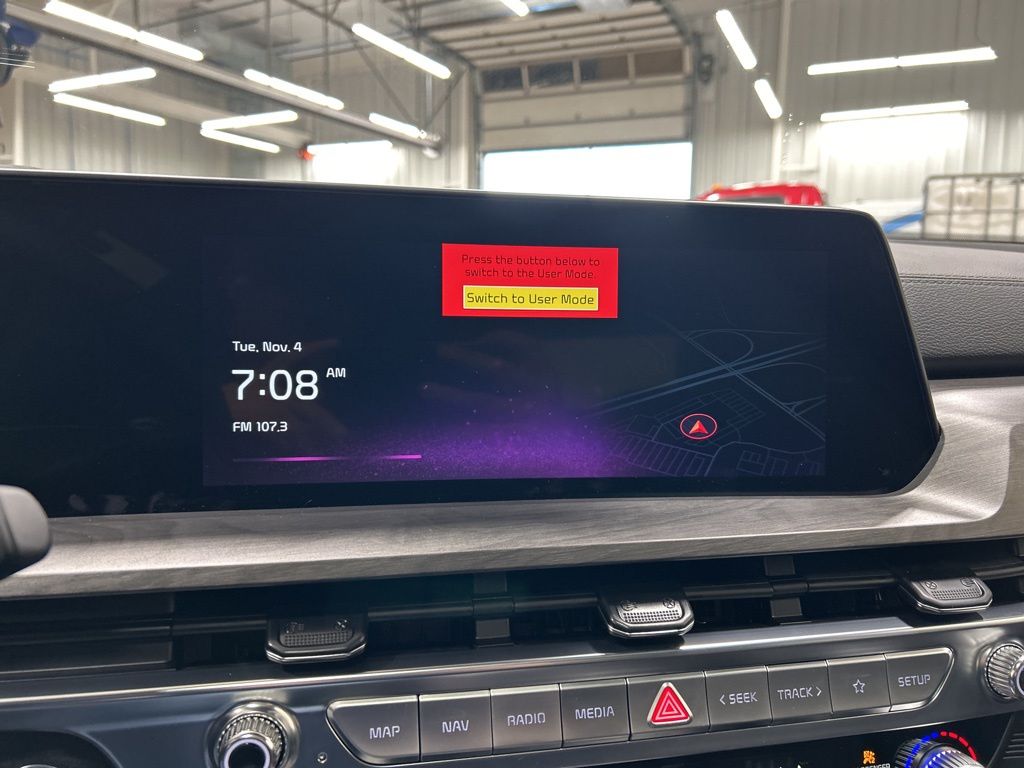 Press the button below to
switch to the User Mode.
Switch to User Mode
Tue, Nov. 4
7:08 AM
FM 107.3
MAP
NAV
RADIO
MEDIA
< SEEK
TRACK >
SETUP